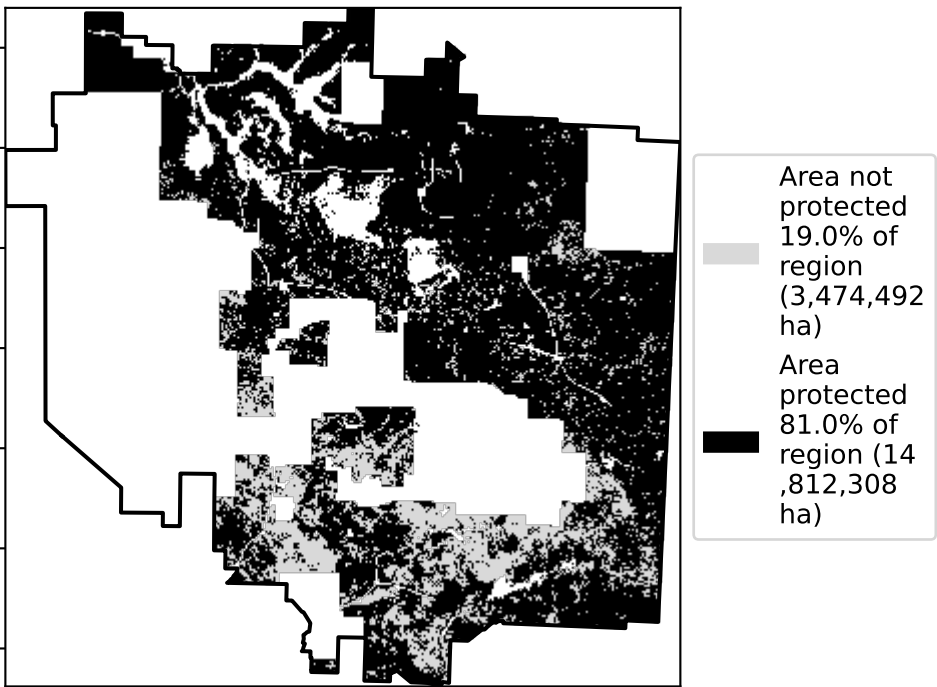 Area not
protected
19.0% of
region
(3,474,492
ha)
Area
protected
81.0% of
region (14
,812,308
ha)